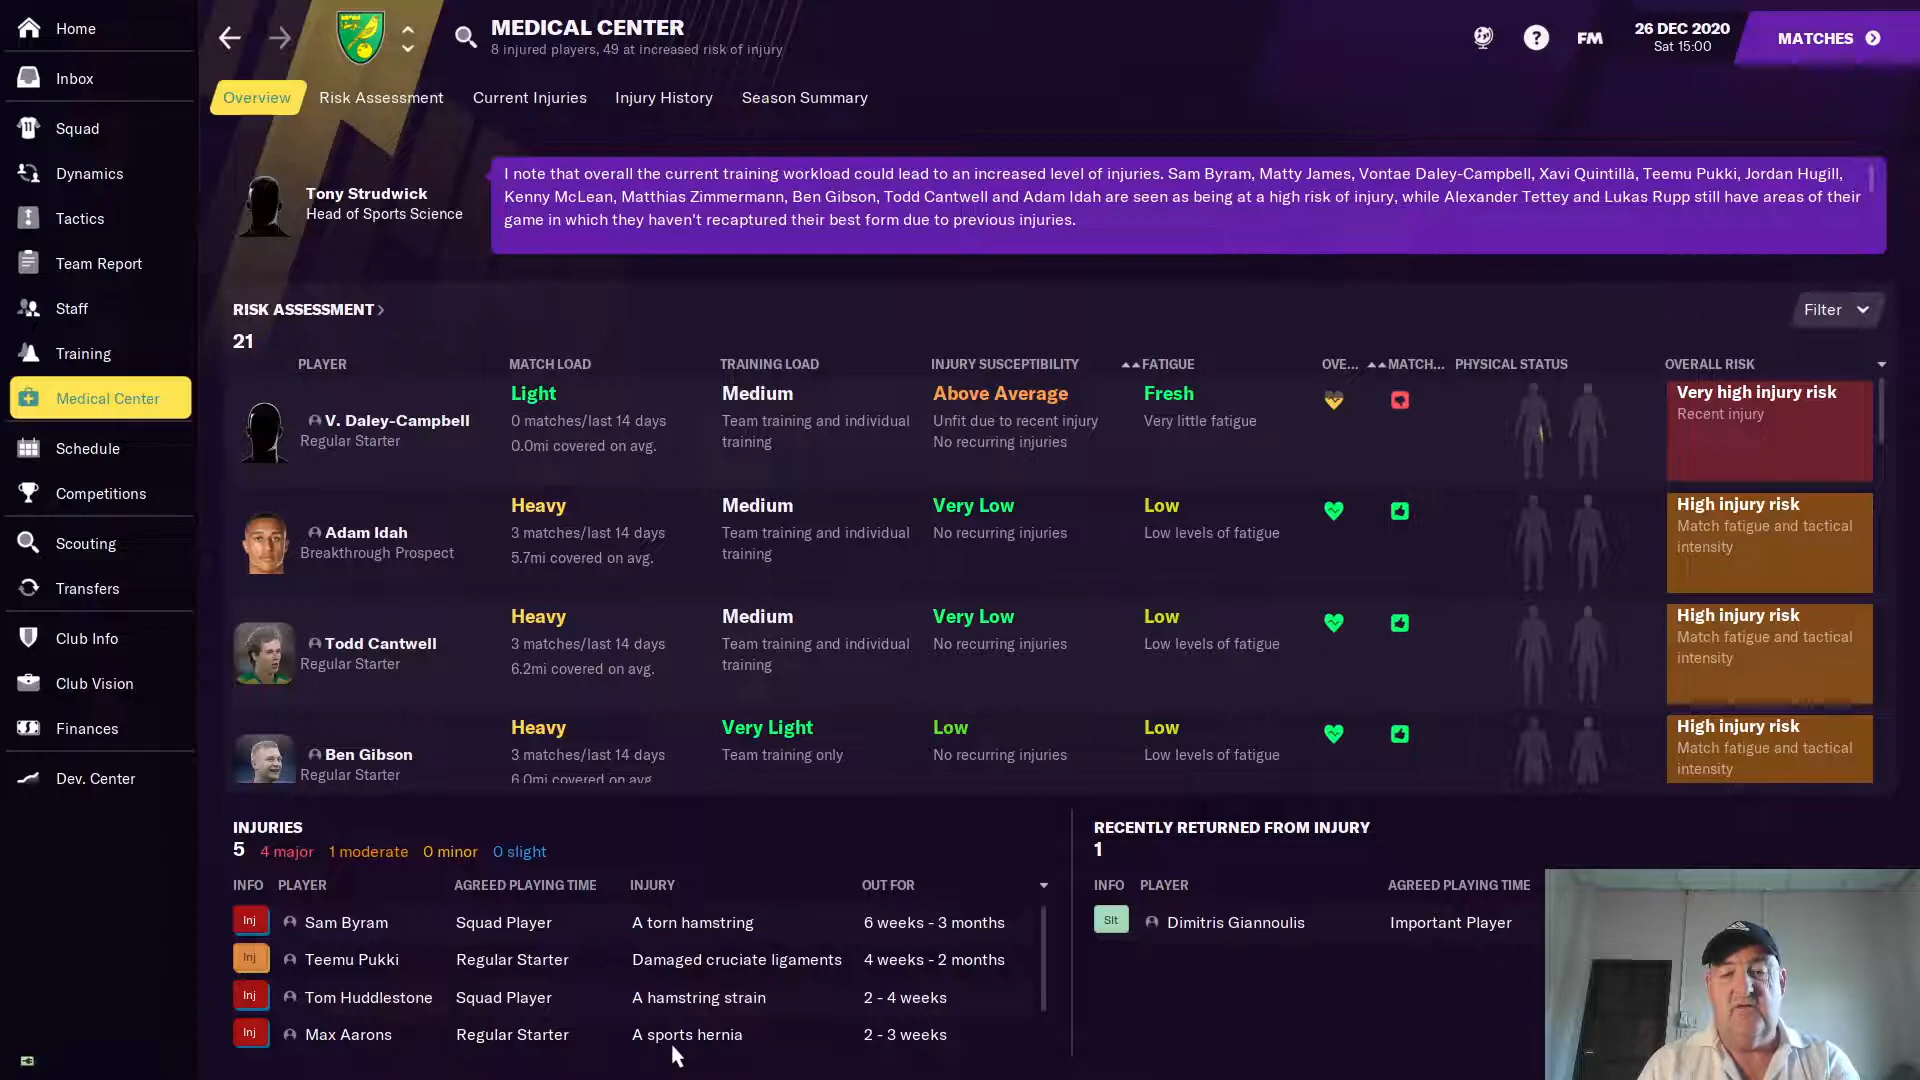 Home
Inbox
Squad
Dynamics
Tactics
Team Report
Staff
Training
Medical Center
Schedule
Competitions
Scouting
Transfers
Club Info
Club Vision
Finances
Dev. Center
MEDICAL CENTER
8 injured players, 49 at increased risk of injury
FM
26 DEC 2020
Sat 15:00
MATCHES
Overview Risk Assessment Current Injuries Injury History Season Summary
Tony Strudwick
Head of Sports Science
I note that overall the current training workload could lead to an increased level of injuries. Sam Byram, Matty James, Vontae Daley-Campbell, Xavi Quintillà, Teemu Pukki, Jordan Hugill,
Kenny McLean, Matthias Zimmermann, Ben Gibson, Todd Cantwell and Adam Idah are seen as being at a high risk of injury, while Alexander Tettey and Lukas Rupp still have areas of their
game in which they haven't recaptured their best form due to previous injuries.
RISK ASSESSMENT
Filter
21
PLAYER MATCH LOAD TRAINING LOAD INJURY SUSCEPTIBILITY FATIGUE OVE... MATCH... PHYSICAL STATUS OVERALL RISK
V. Daley-Campbell
Regular Starter
Light
0 matches/last 14 days
0.0mi covered on avg.
Medium
Team training and individual
training
Above Average
Unfit due to recent injury
No recurring injuries
Fresh
Very little fatigue
Very high injury risk
Recent injury
Adam Idah
Breakthrough Prospect
Heavy
3 matches/last 14 days
5.7mi covered on avg.
Medium
Team training and individual
training
Very Low
No recurring injuries
Low
Low levels of fatigue
High injury risk
Match fatigue and tactical
intensity
Todd Cantwell
Regular Starter
Heavy
3 matches/last 14 days
6.2mi covered on avg.
Medium
Team training and individual
training
Very Low
No recurring injuries
Low
Low levels of fatigue
High injury risk
Match fatigue and tactical
intensity
Ben Gibson
Regular Starter
Heavy
3 matches/last 14 days
6.0mi covered on avg.
Very Light
Team training only
Low
No recurring injuries
Low
Low levels of fatigue
High injury risk
Match fatigue and tactical
intensity
INJURIES
5 4 major 1 moderate 0 minor 0 slight
INFO PLAYER AGREED PLAYING TIME INJURY OUT FOR
Inj Sam Byram Squad Player A torn hamstring 6 weeks - 3 months
Inj Teemu Pukki Regular Starter Damaged cruciate ligaments 4 weeks - 2 months
Inj Tom Huddlestone Squad Player A hamstring strain 2 - 4 weeks
Inj Max Aarons Regular Starter A sports hernia 2 - 3 weeks
RECENTLY RETURNED FROM INJURY
1
INFO PLAYER AGREED PLAYING TIME
Slt Dimitris Giannoulis Important Player